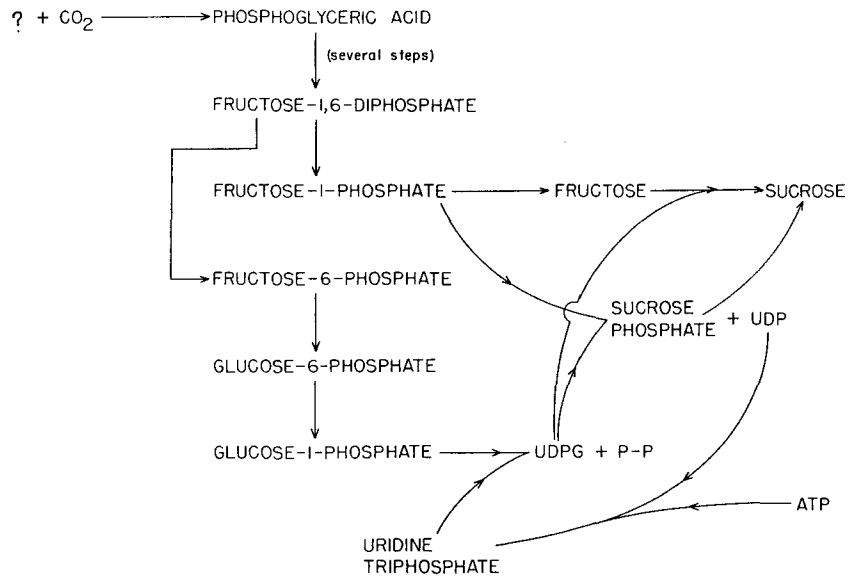 ? + CO2 PHOSPHOGLYCERIC ACID
(several steps)
FRUCTOSE-1,6-DIPHOSPHATE
FRUCTOSE-1-PHOSPHATE FRUCTOSE SUCROSE
FRUCTOSE-6-PHOSPHATE
SUCROSE
PHOSPHATE + UDP
GLUCOSE-6-PHOSPHATE
GLUCOSE-1-PHOSPHATE UDPG + P-P
ATP
URIDINE
TRIPHOSPHATE